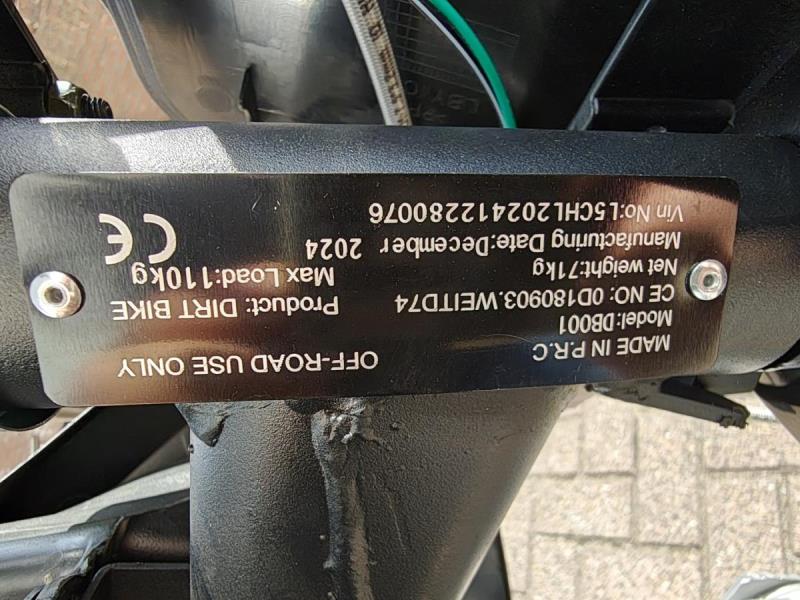 MADE IN P.R.C OFF-ROAD USE ONLY
Model:DB001
CE NO: 0D180903.WEITD74 Product: DIRT BIKE
Net weight:71kg Max Load:110kg
Manufacturing Date:December 2024
Vin No:L5CHL202412280076
CE